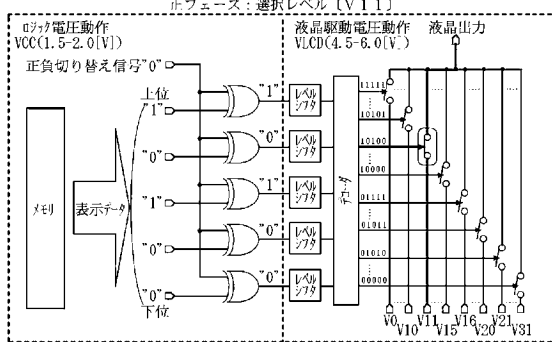 正フェーズ：選択レベル［V11］
ロジック電圧動作
VCC(1.5-2.0[V])
液晶駆動電圧動作
VLCD(4.5-6.0[V])
液晶出力
正負切り替え信号"0"
上位
"1"
"0"
"1"
"0"
"0"
下位
メモリ
表示データ
"1"
"0"
"1"
"0"
"0"
レベル
シフタ
レベル
シフタ
レベル
シフタ
レベル
シフタ
レベル
シフタ
デコーダ
11111
10101
10100
10000
01111
01011
01010
00000
V0
V10
V11
V15
V16
V20
V21
V31